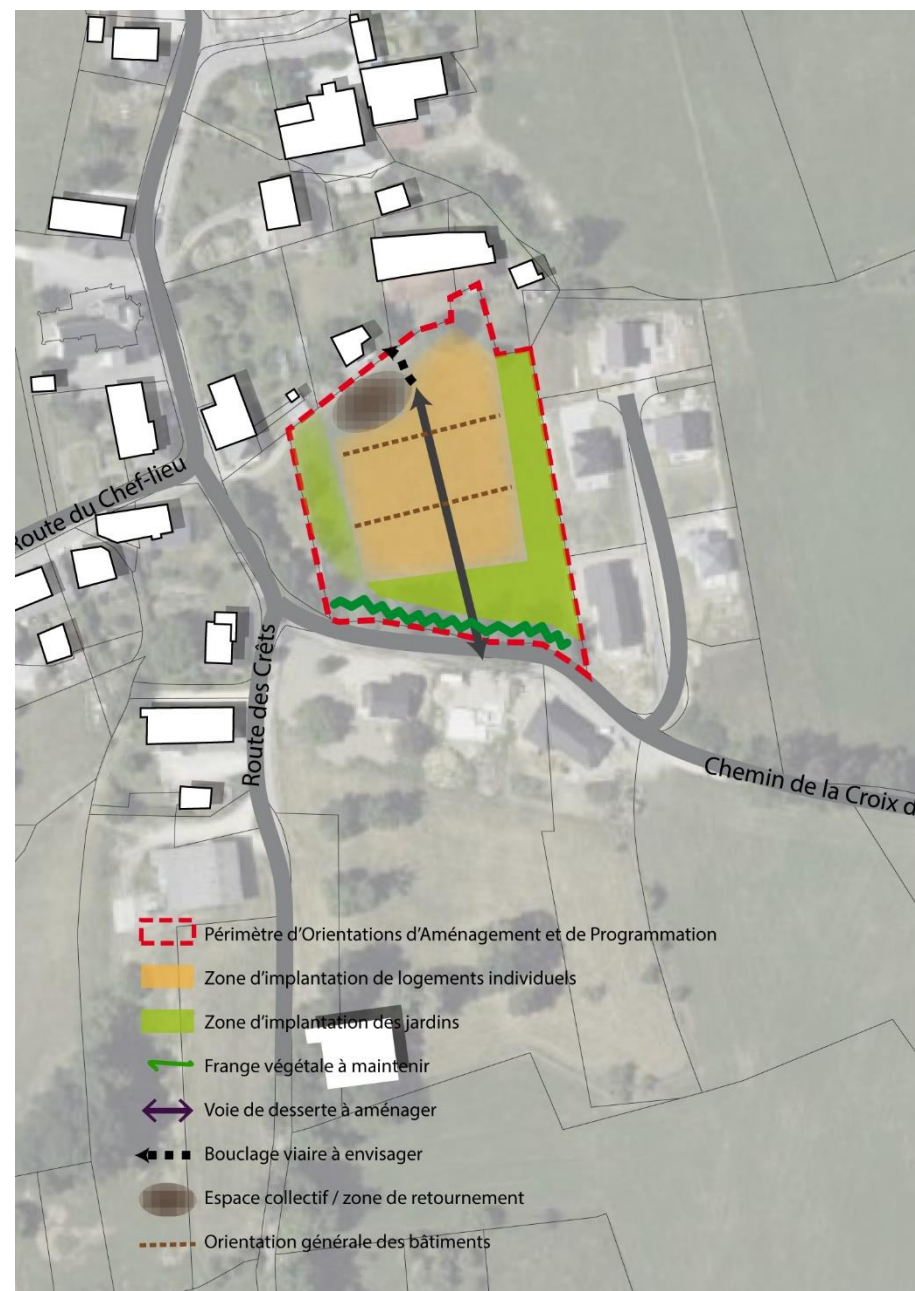 Route du Chef-lieu
Route des Crêts
Chemin de la Croix d
Périmètre d'Orientations d'Aménagement et de Programmation
Zone d'implantation de logements individuels
Zone d'implantation des jardins
Frange végétale à maintenir
Voie de desserte à aménager
Bouclage viaire à envisager
Espace collectif / zone de retournement
Orientation générale des bâtiments